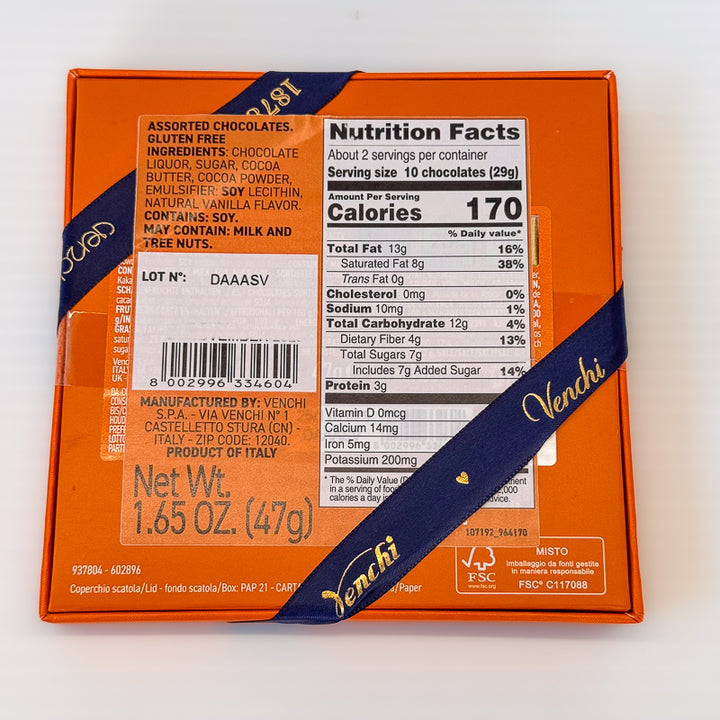 1878
Venchi
ASSORTED CHOCOLATES.
GLUTEN FREE
INGREDIENTS: CHOCOLATE
LIQUOR, SUGAR, COCOA
BUTTER, COCOA POWDER,
EMULSIFIER: SOY LECITHIN,
NATURAL VANILLA FLAVOR.
CONTAINS: SOY.
MAY CONTAIN: MILK AND
TREE NUTS.
LOT N°: DAAASV
8 002996 334604
MANUFACTURED BY: VENCHI
S.P.A. - VIA VENCHI N° 1
CASTELLETTO STURA (CN) -
ITALY - ZIP CODE: 12040.
PRODUCT OF ITALY
Net Wt.
1.65 OZ. (47g)
Nutrition Facts
About 2 servings per container
Serving size 10 chocolates (29g)
Amount Per Serving
Calories 170
% Daily value*
Total Fat 13g 16%
Saturated Fat 8g 38%
Trans Fat 0g
Cholesterol 0mg 0%
Sodium 10mg 1%
Total Carbohydrate 12g 4%
Dietary Fiber 4g 13%
Total Sugars 7g
Includes 7g Added Sugar 14%
Protein 3g
Vitamin D 0mcg
Calcium 14mg
Iron 5mg
Potassium 200mg
* The % Daily Value
in a serving of
calories a day
107192_964170
Venchi
Venchi
937804 - 602896
Coperchio scatola/Lid - fondo scatola/Box: PAP 21 - /Paper
FSC
www.fsc.org
MISTO
Imballaggio da fonti gestite
in maniera responsabile
FSC® C117088